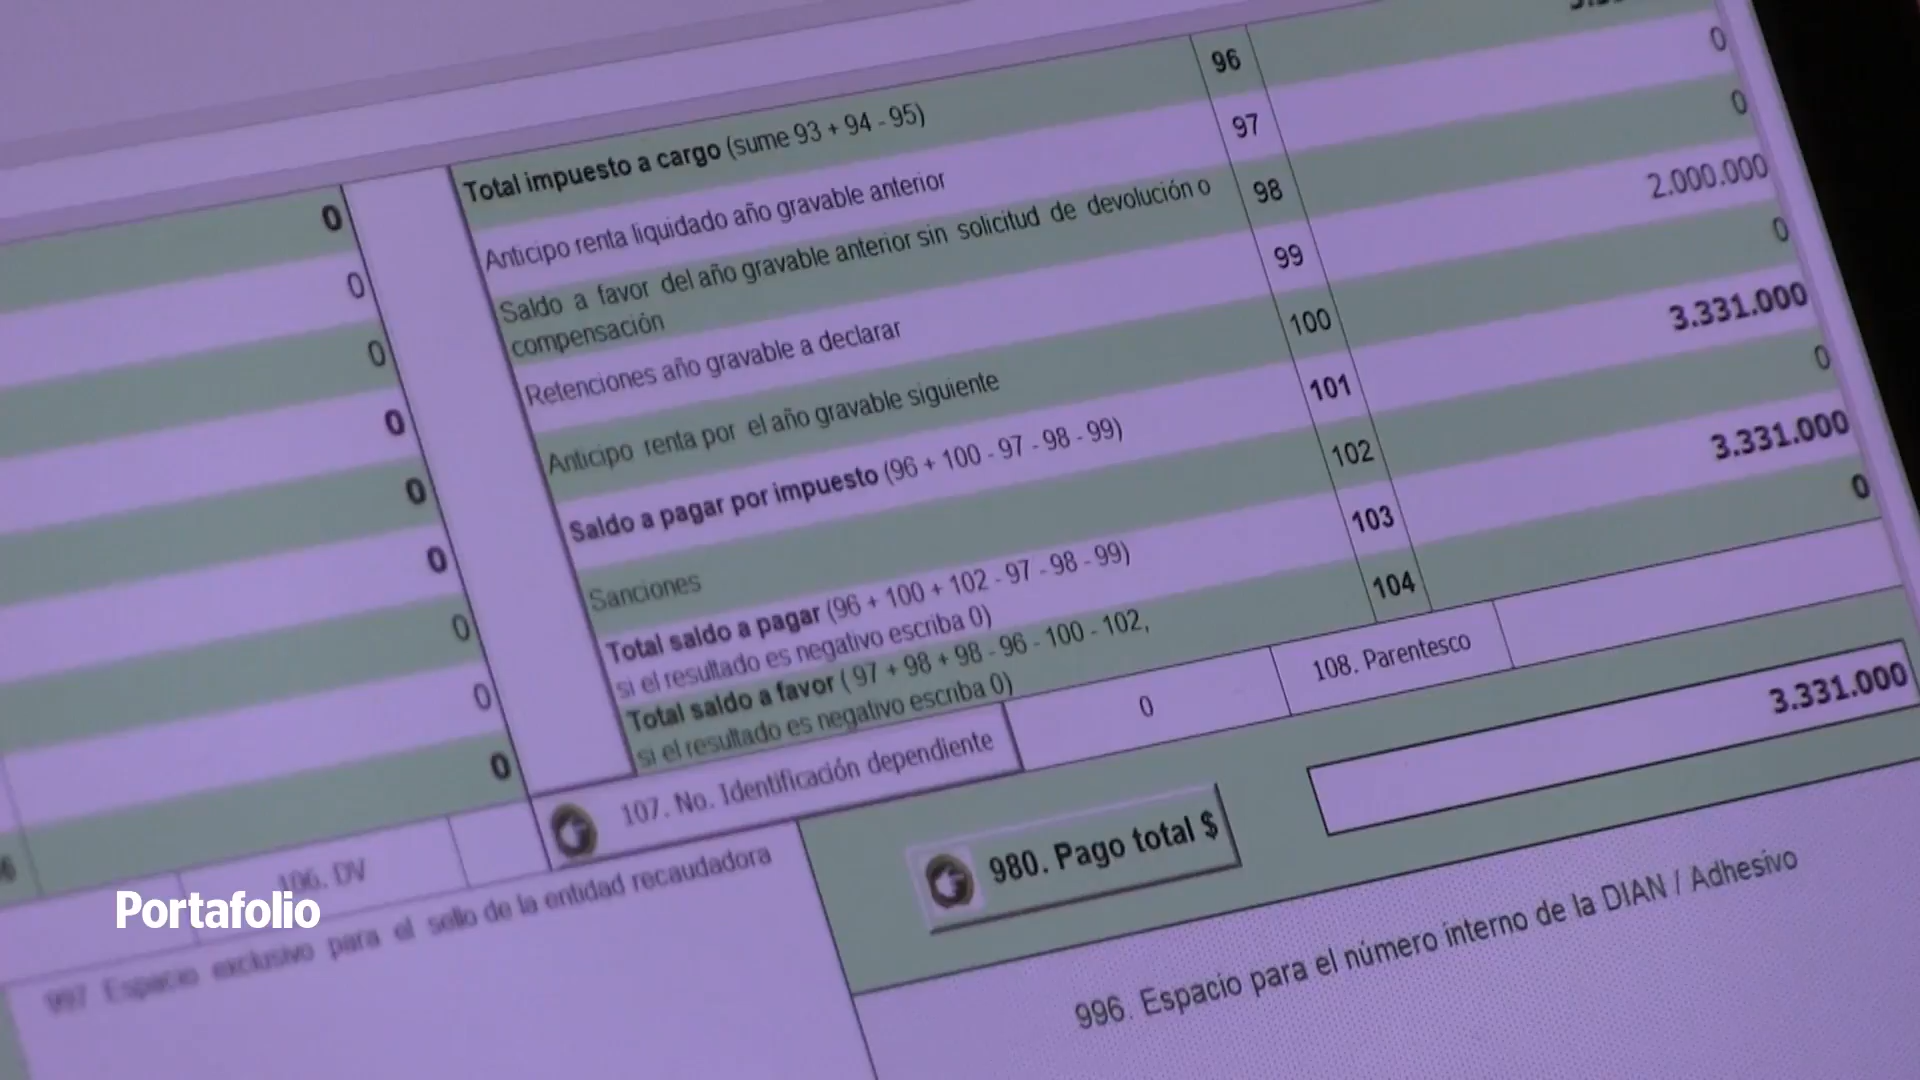 Total impuesto a cargo (sume 93 + 94 - 95) 96
Anticipo renta liquidado año gravable anterior 97 0
Saldo a favor del año gravable anterior sin solicitud de devolución o
compensación 98 0
Retenciones año gravable a declarar 99 2.000.000
Anticipo renta por el año gravable siguiente 100 0
Saldo a pagar por impuesto (96 + 100 - 97 - 98 - 99) 101 3.331.000
Sanciones 102 0
Total saldo a pagar (96 + 100 + 102 - 97 - 98 - 99)
si el resultado es negativo escriba 0) 103 3.331.000
Total saldo a favor ( 97 + 98 + 98 - 96 - 100 - 102,
si el resultado es negativo escriba 0) 104 0
0
0
0
0
0
0
0
0
0
106. DV
107. No. Identificación dependiente 0 108. Parentesco
980. Pago total $ 3.331.000
997 Espacio exclusivo para el sello de la entidad recaudadora
996. Espacio para el número interno de la DIAN / Adhesivo
Portafolio